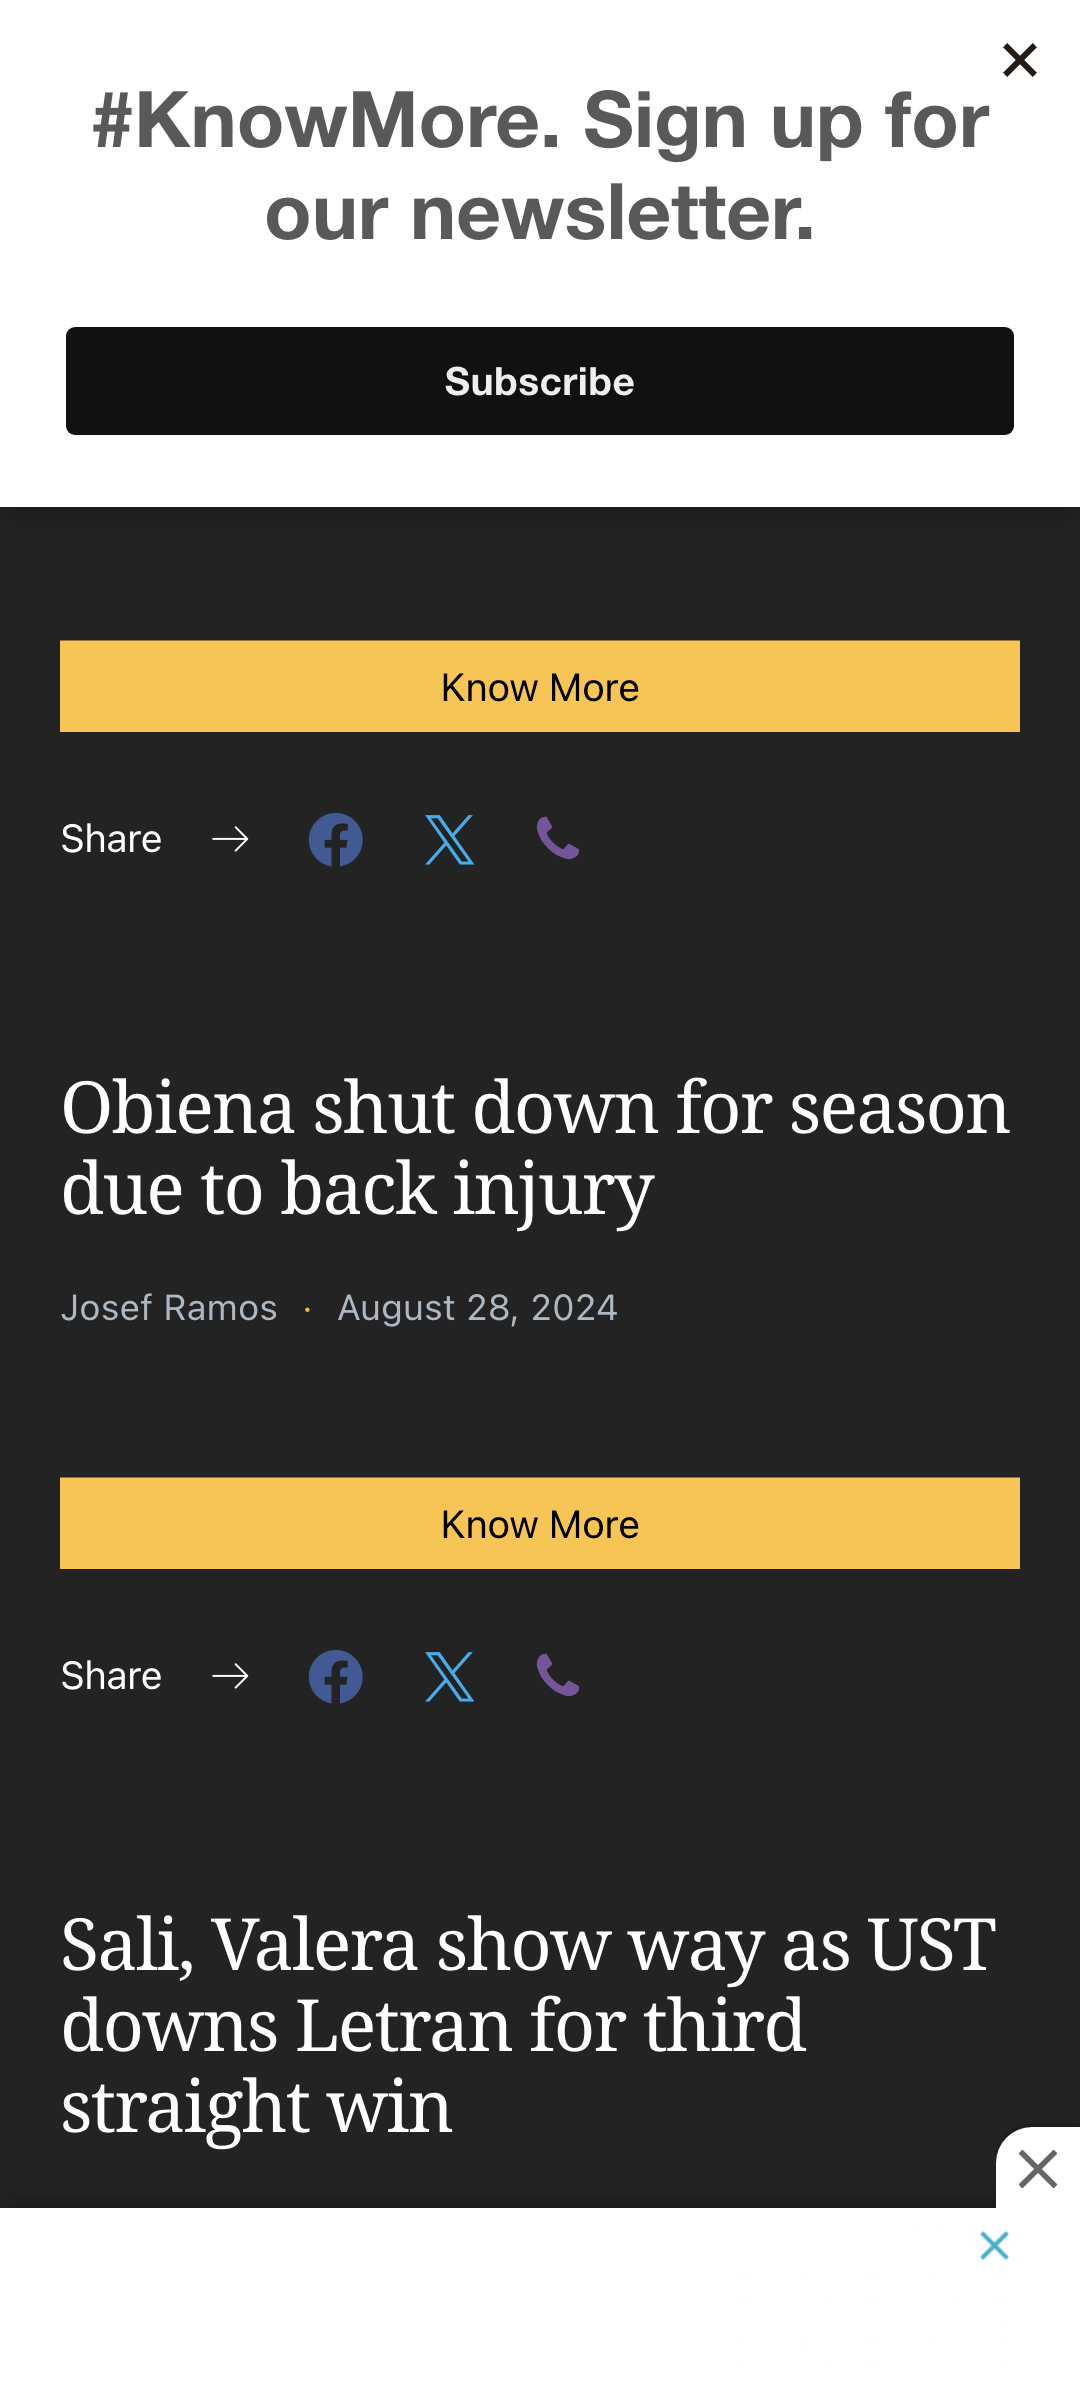 #KnowMore. Sign up for
our newsletter.
Subscribe
Know More
Share
Obiena shut down for season
due to back injury
Josef Ramos · August 28, 2024
Know More
Share
Sali, Valera show way as UST
downs Letran for third
straight win